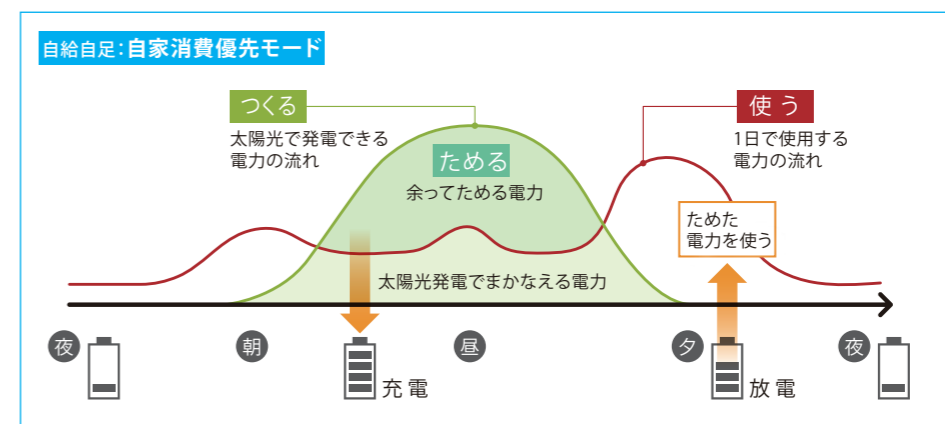 自給自足:自家消費優先モード
つくる
太陽光で発電できる
電力の流れ
使う
1日で使用する
電力の流れ
ためる
余ってためる電力
ためた
電力を使う
太陽光発電でまかなえる電力
夜
朝
昼
夕
夜
充電
放電